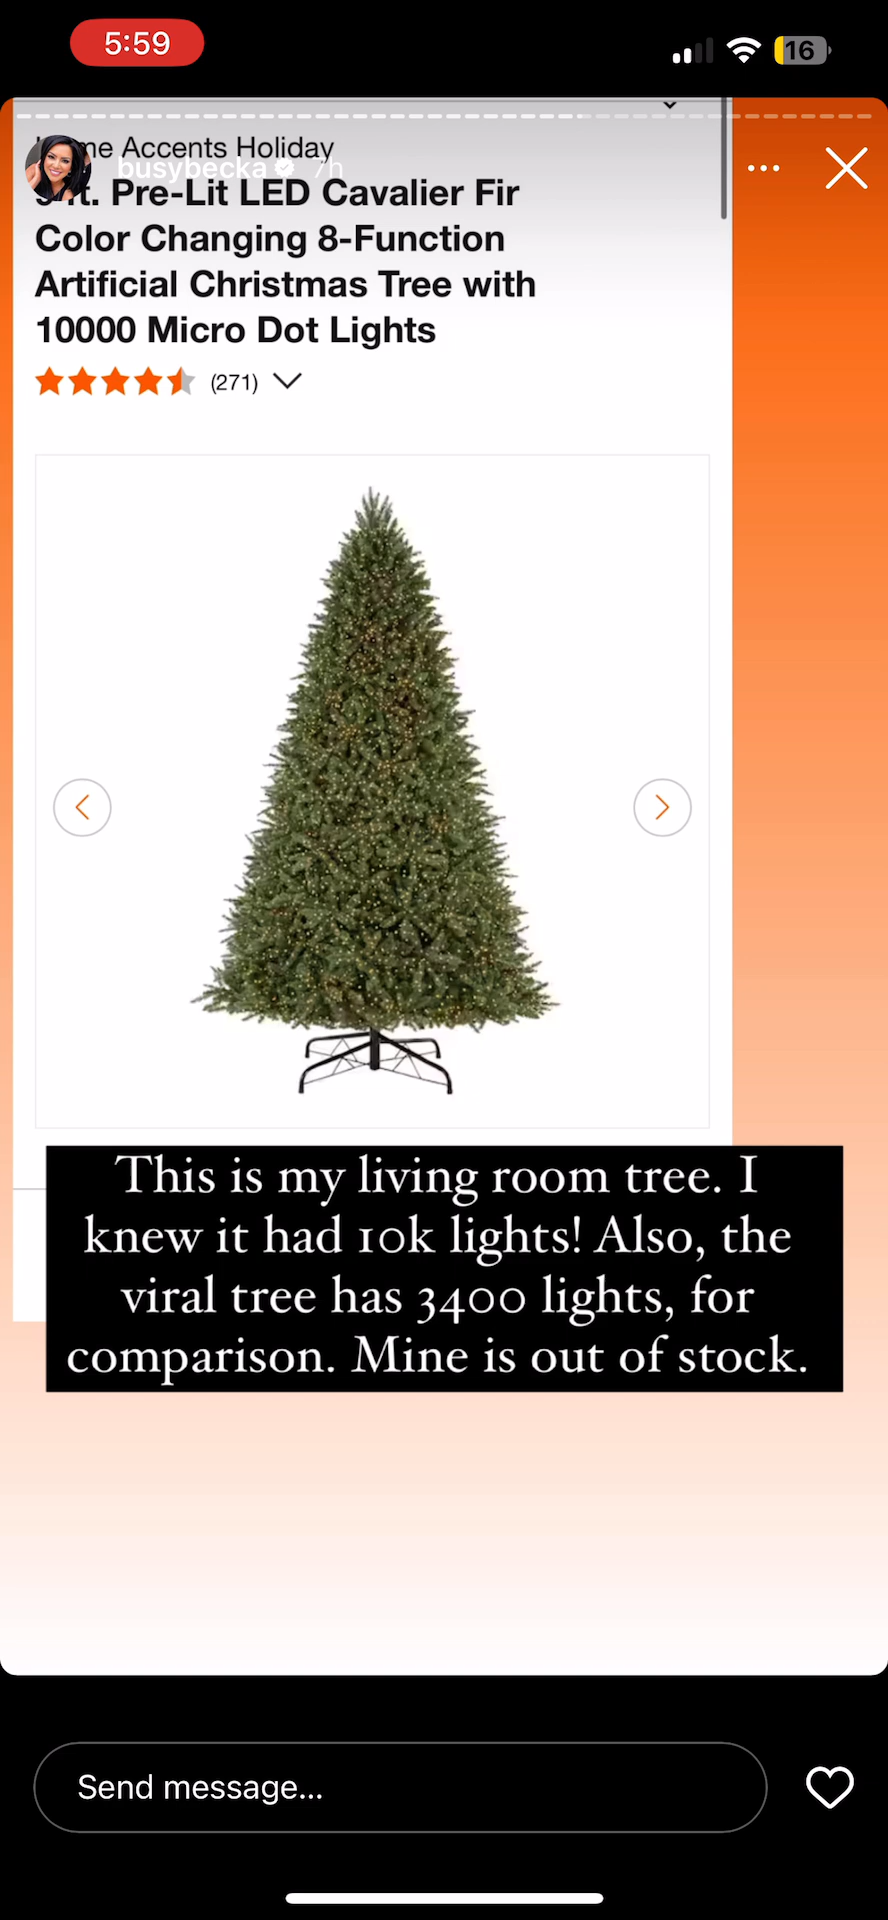 5:59
16
Accents Holiday
busybecka 7h
ft. Pre-Lit LED Cavalier Fir
Color Changing 8-Function
Artificial Christmas Tree with
10000 Micro Dot Lights
(271)
This is my living room tree. I
knew it had 10k lights! Also, the
viral tree has 3400 lights, for
comparison. Mine is out of stock.
Send message...